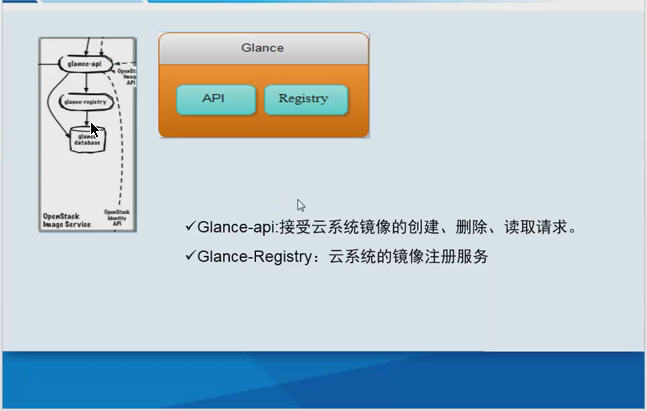 glance-api
OpenStack
Image
API
glance-registry
glance
database
OpenStack
Image Service
OpenStack
Identity
API
Glance
API
Registry
✓Glance-api:接受云系统镜像的创建、删除、读取请求。
✓Glance-Registry：云系统的镜像注册服务